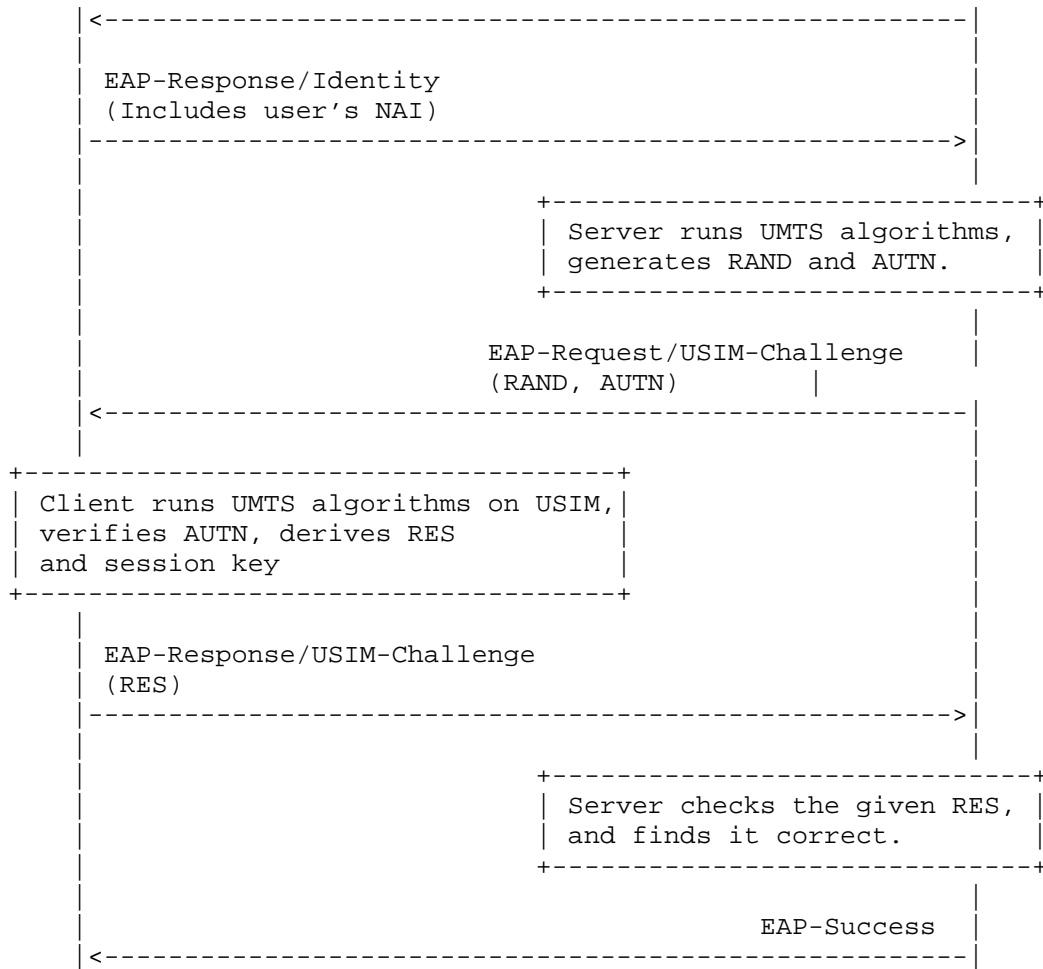 EAP-Response/Identity
(Includes user's NAI)
Server runs UMTS algorithms,
generates RAND and AUTN.
EAP-Request/USIM-Challenge
(RAND, AUTN)
Client runs UMTS algorithms on USIM,
verifies AUTN, derives RES
and session key
EAP-Response/USIM-Challenge
(RES)
Server checks the given RES,
and finds it correct.
EAP-Success